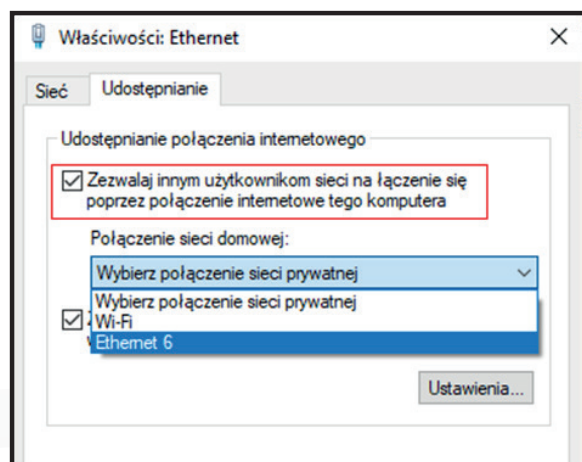 Właściwości: Ethernet
Sieć
Udostępnianie
Udostępnianie połączenia internetowego
Zezwalaj innym użytkownikom sieci na łączenie się
poprzez połączenie internetowe tego komputera
Połączenie sieci domowej:
Wybierz połączenie sieci prywatnej
Wybierz połączenie sieci prywatnej
Wi-Fi
Ethernet 6
Ustawienia...